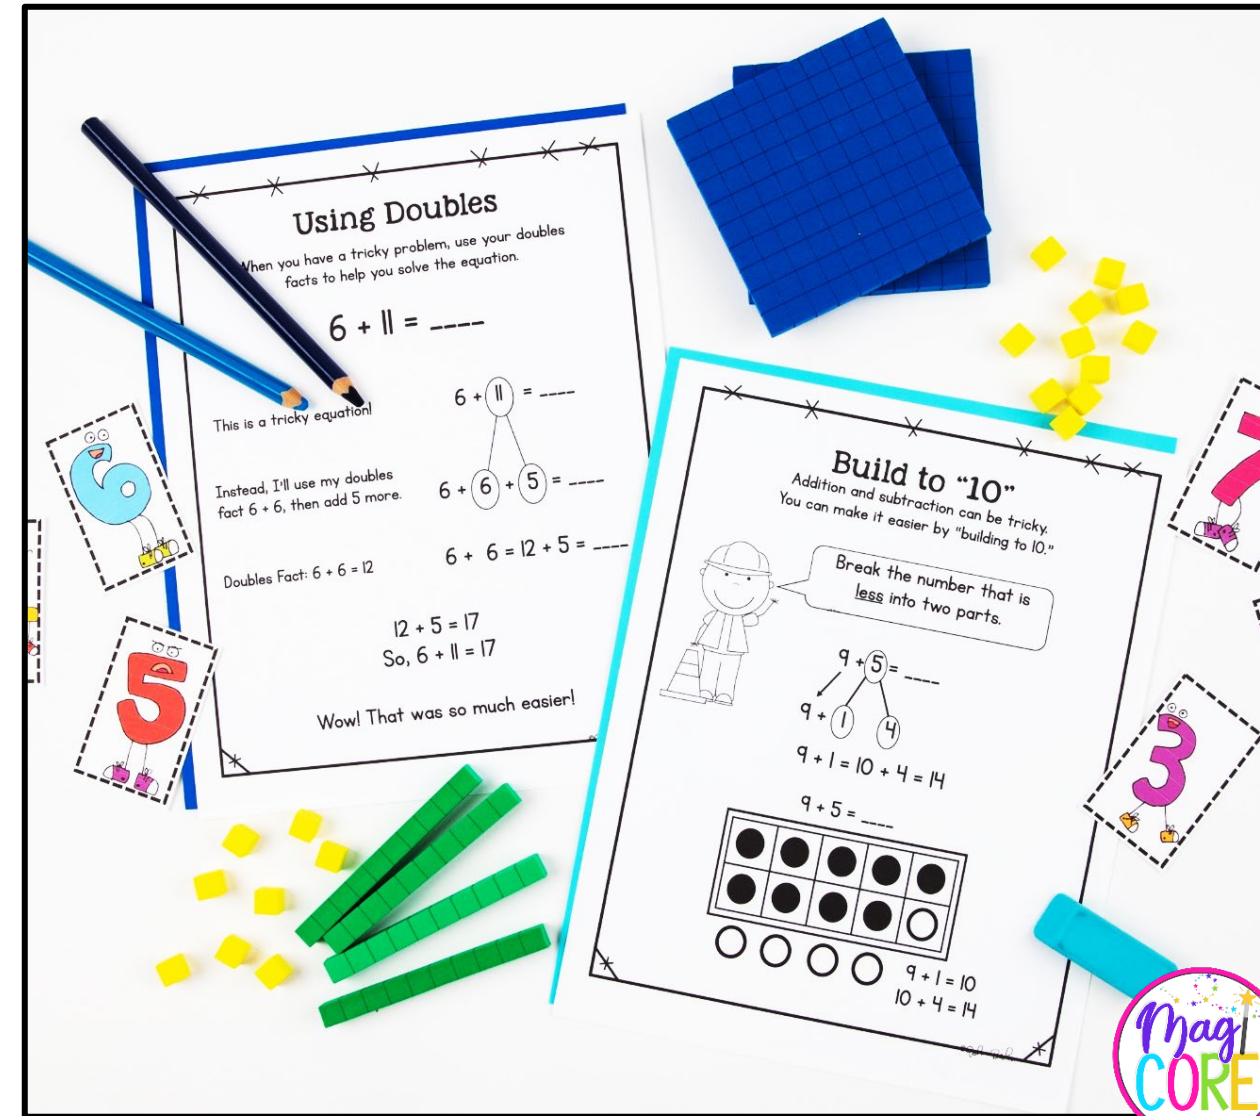 Using Doubles
When you have a tricky problem, use your doubles
facts to help you solve the equation.
6 + 11 = ____
This is a tricky equation!
6 + 11 = ____
Instead, I'll use my doubles
fact 6 + 6, then add 5 more.
6 + 6 + 5 = ____
Doubles Fact: 6 + 6 = 12
6 + 6 = 12 + 5 = ____
12 + 5 = 17
So, 6 + 11 = 17
Wow! That was so much easier!
6
5
Build to "10"
Addition and subtraction can be tricky.
You can make it easier by "building to 10."
Break the number that is
less into two parts.
9 + 5 = ____
9 + 1 4
9 + 1 = 10 + 4 = 14
9 + 5 = ____
9 + 1 = 10
10 + 4 = 14
7
3
Mag
CORE